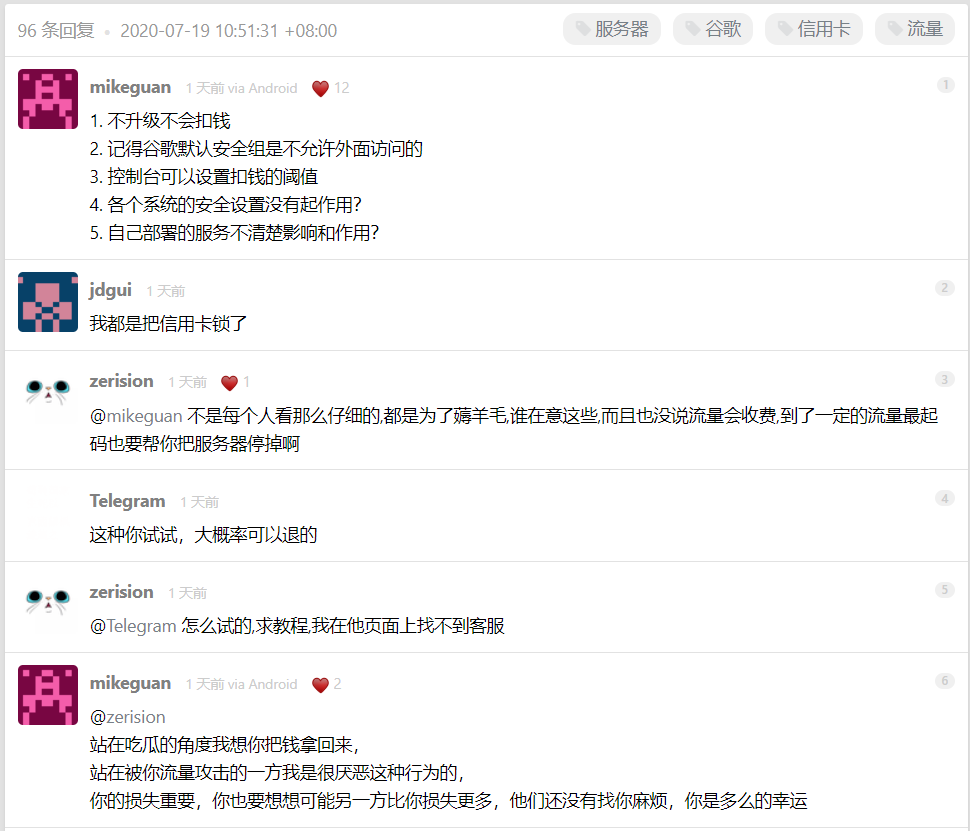 96 条回复 • 2020-07-19 10:51:31 +08:00 服务器 谷歌 信用卡 流量
mikeguan 1 天前 via Android 12 1
1. 不升级不会扣钱
2. 记得谷歌默认安全组是不允许外面访问的
3. 控制台可以设置扣钱的阈值
4. 各个系统的安全设置没有起作用?
5. 自己部署的服务不清楚影响和作用?
jdgui 1 天前 2
我都是把信用卡锁了
zerision 1 天前 1 3
@mikeguan 不是每个人看那么仔细的,都是为了薅羊毛,谁在意这些,而且也没说流量会收费,到了一定的流量最起
码也要帮你把服务器停掉啊
Telegram 1 天前 4
这种你试试，大概率可以退的
zerision 1 天前 5
@Telegram 怎么试的,求教程,我在他页面上找不到客服
mikeguan 1 天前 via Android 2 6
@zerision
站在吃瓜的角度我想你把钱拿回来，
站在被你流量攻击的一方我是很厌恶这种行为的，
你的损失重要，你也要想想可能另一方比你损失更多，他们还没有找你麻烦，你是多么的幸运